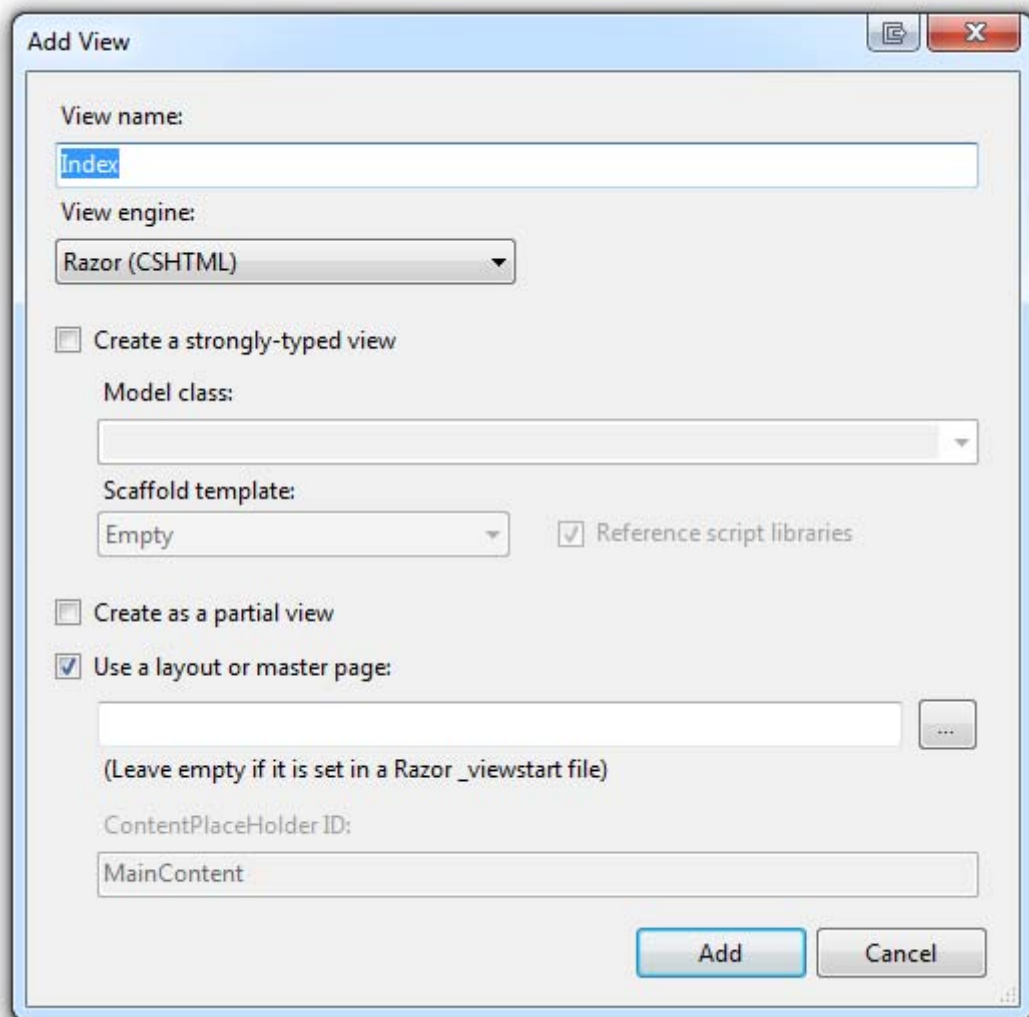 Add View
View name:
Index
View engine:
Razor (CSHTML)
Create a strongly-typed view
Model class:
Scaffold template:
Empty
Reference script libraries
Create as a partial view
Use a layout or master page:
...
(Leave empty if it is set in a Razor _viewstart file)
ContentPlaceHolder ID:
MainContent
Add
Cancel